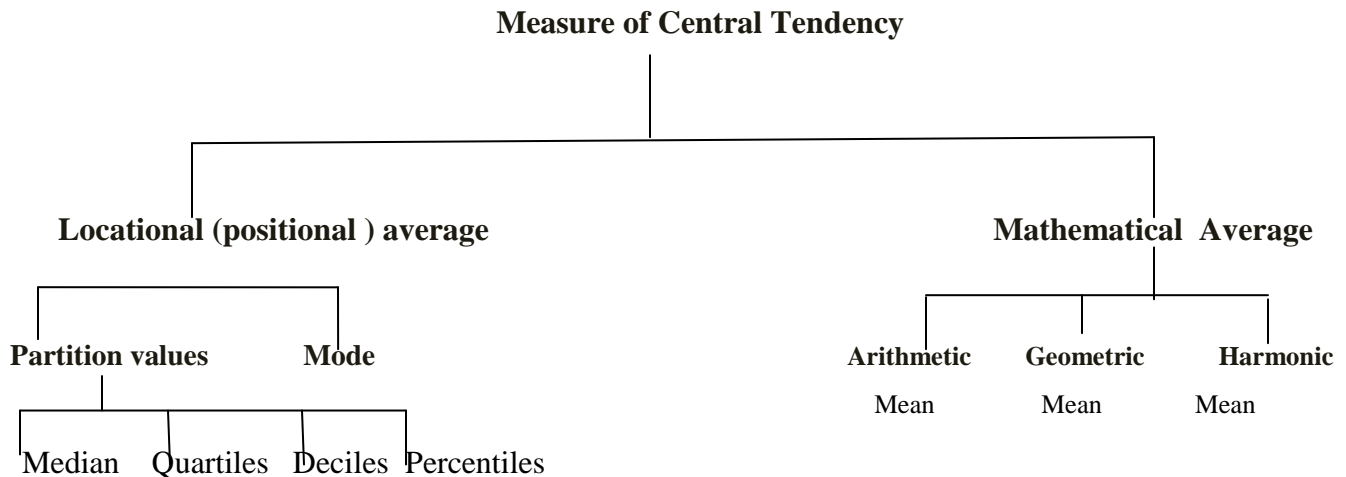 Measure of Central Tendency
Locational (positional ) average
Mathematical Average
Partition values
Mode
Arithmetic
Geometric
Harmonic
Mean
Mean
Mean
Median
Quartiles
Deciles
Percentiles